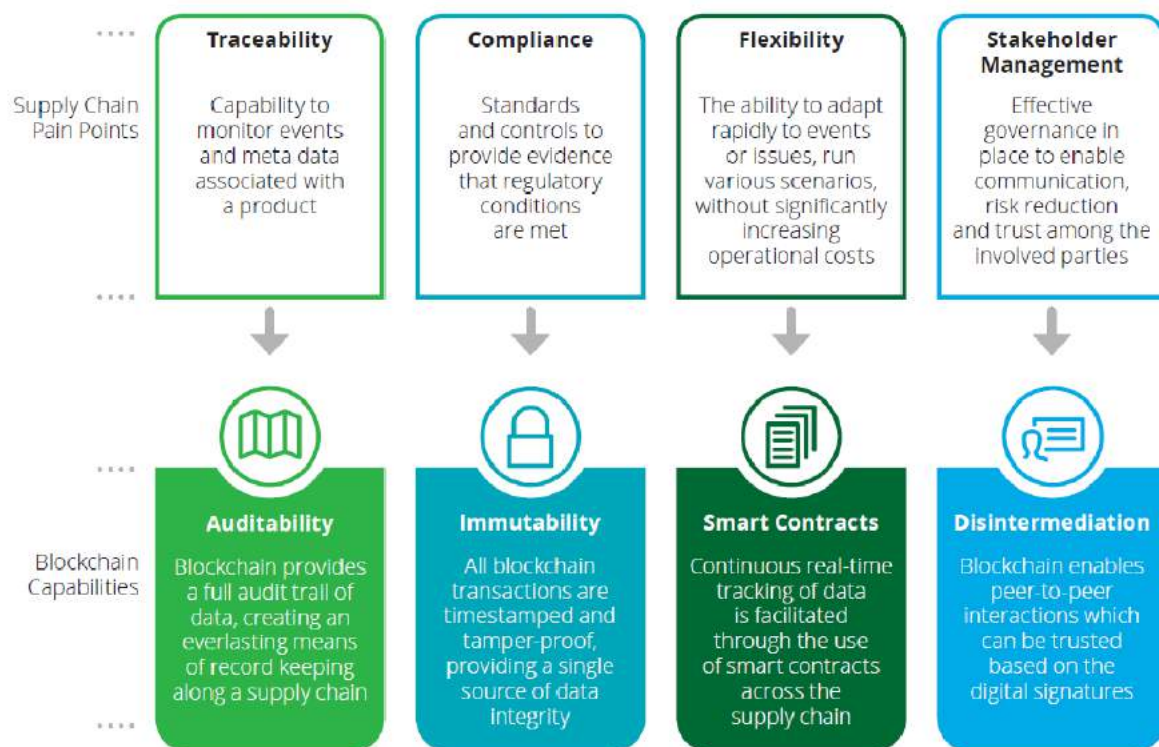 Supply Chain
Pain Points
Traceability
Capability to
monitor events
and meta data
associated with
a product
Compliance
Standards
and controls to
provide evidence
that regulatory
conditions
are met
Flexibility
The ability to adapt
rapidly to events
or issues, run
various scenarios,
without significantly
increasing
operational costs
Stakeholder
Management
Effective
governance in
place to enable
communication,
risk reduction
and trust among the
involved parties
Blockchain
Capabilities
Auditability
Blockchain provides
a full audit trail of
data, creating an
everlasting means
of record keeping
along a supply chain
Immutability
All blockchain
transactions are
timestamped and
tamper-proof,
providing a single
source of data
integrity
Smart Contracts
Continuous real-time
tracking of data
is facilitated
through the use
of smart contracts
across the
supply chain
Disintermediation
Blockchain enables
peer-to-peer
interactions which
can be trusted
based on the
digital signatures